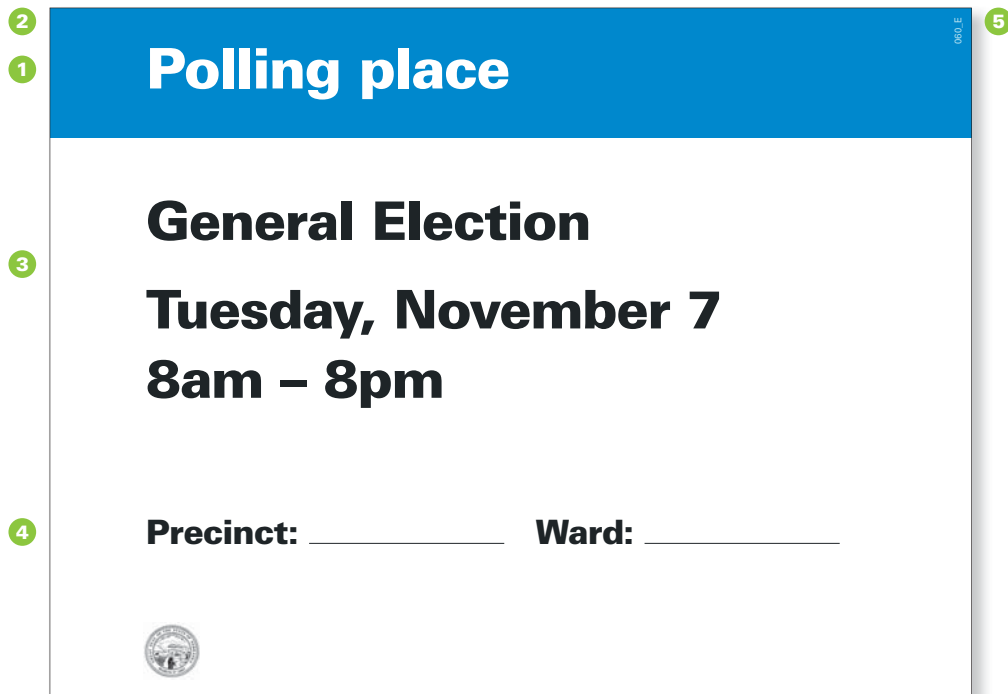 2
5
060_E
1
Polling place
General Election
3
Tuesday, November 7
8am – 8pm
4
Precinct: Ward: